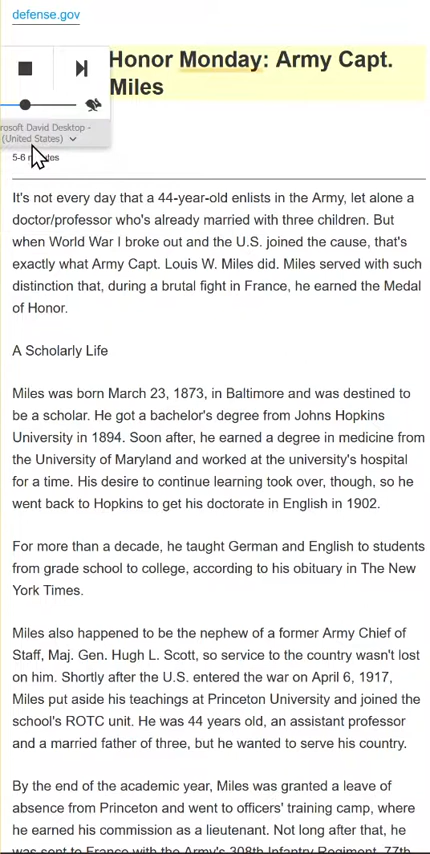 defense.gov
Honor Monday: Army Capt.
Miles
rosoft David Desktop -
(United States)
5-6
It's not every day that a 44-year-old enlists in the Army, let alone a
doctor/professor who's already married with three children. But
when World War I broke out and the U.S. joined the cause, that's
exactly what Army Capt. Louis W. Miles did. Miles served with such
distinction that, during a brutal fight in France, he earned the Medal
of Honor.
A Scholarly Life
Miles was born March 23, 1873, in Baltimore and was destined to
be a scholar. He got a bachelor's degree from Johns Hopkins
University in 1894. Soon after, he earned a degree in medicine from
the University of Maryland and worked at the university's hospital
for a time. His desire to continue learning took over, though, so he
went back to Hopkins to get his doctorate in English in 1902.
For more than a decade, he taught German and English to students
from grade school to college, according to his obituary in The New
York Times.
Miles also happened to be the nephew of a former Army Chief of
Staff, Maj. Gen. Hugh L. Scott, so service to the country wasn't lost
on him. Shortly after the U.S. entered the war on April 6, 1917,
Miles put aside his teachings at Princeton University and joined the
school's ROTC unit. He was 44 years old, an assistant professor
and a married father of three, but he wanted to serve his country.
By the end of the academic year, Miles was granted a leave of
absence from Princeton and went to officers' training camp, where
he earned his commission as a lieutenant. Not long after that, he
was sent to France with the Army's 308th Infantry Regiment, 77th